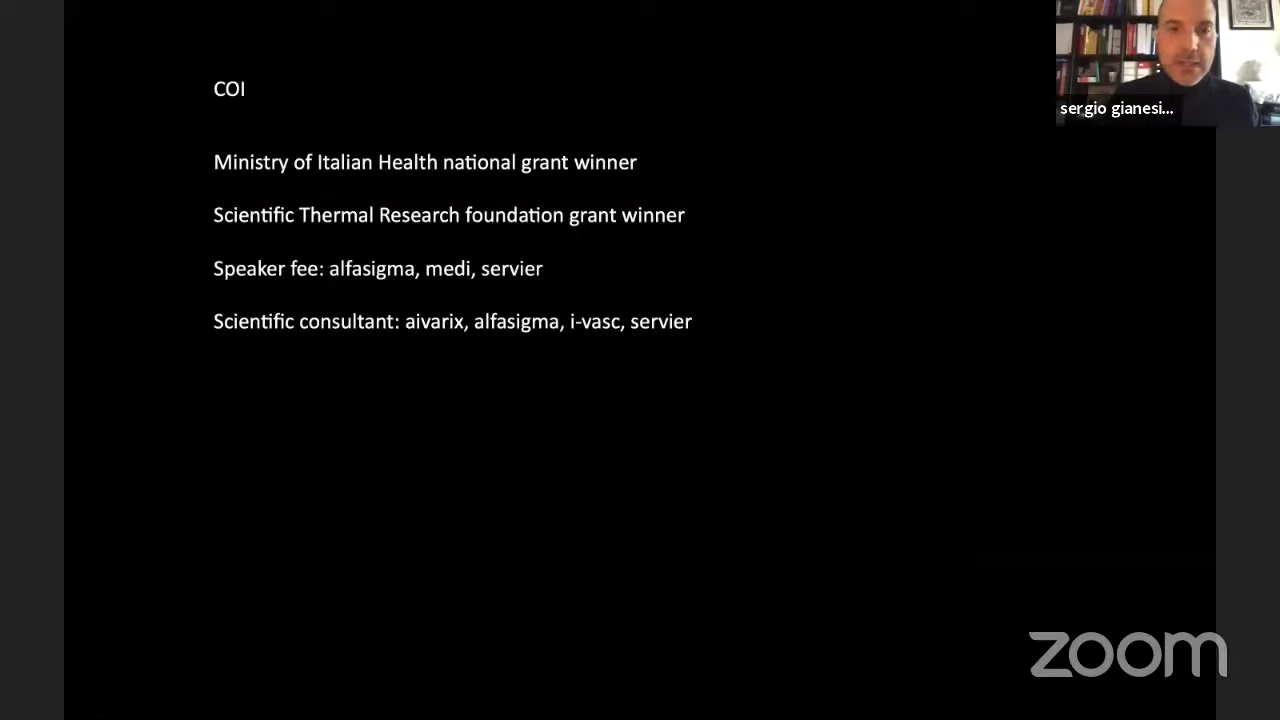 COI
sergio gianesi...
Ministry of Italian Health national grant winner
Scientific Thermal Research foundation grant winner
Speaker fee: alfasigma, medi, servier
Scientific consultant: aivarix, alfasigma, i-vasc, servier
zoom